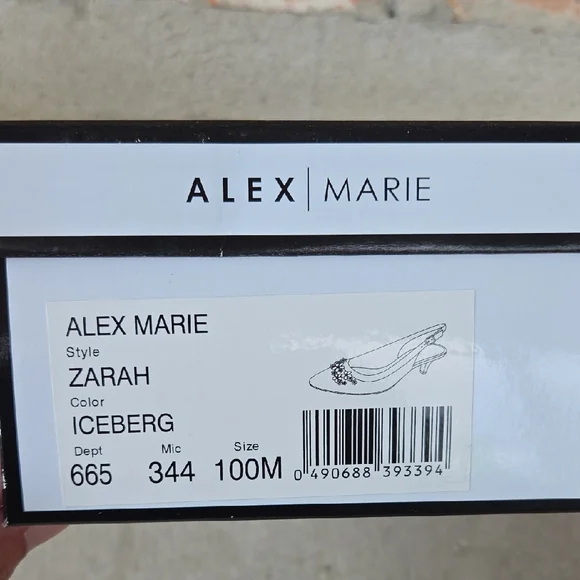 ALEX | MARIE
ALEX MARIE
Style
ZARAH
Color
ICEBERG
Dept Mic Size
665 344 100M
0 490688 393394